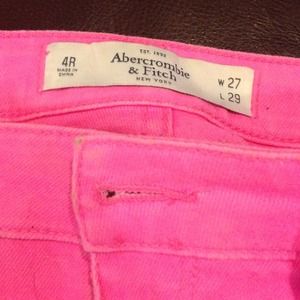 4R
MADE IN
CHINA
EST. 1892
Abercrombie
& Fitch
NEW YORK
W 27
L 29